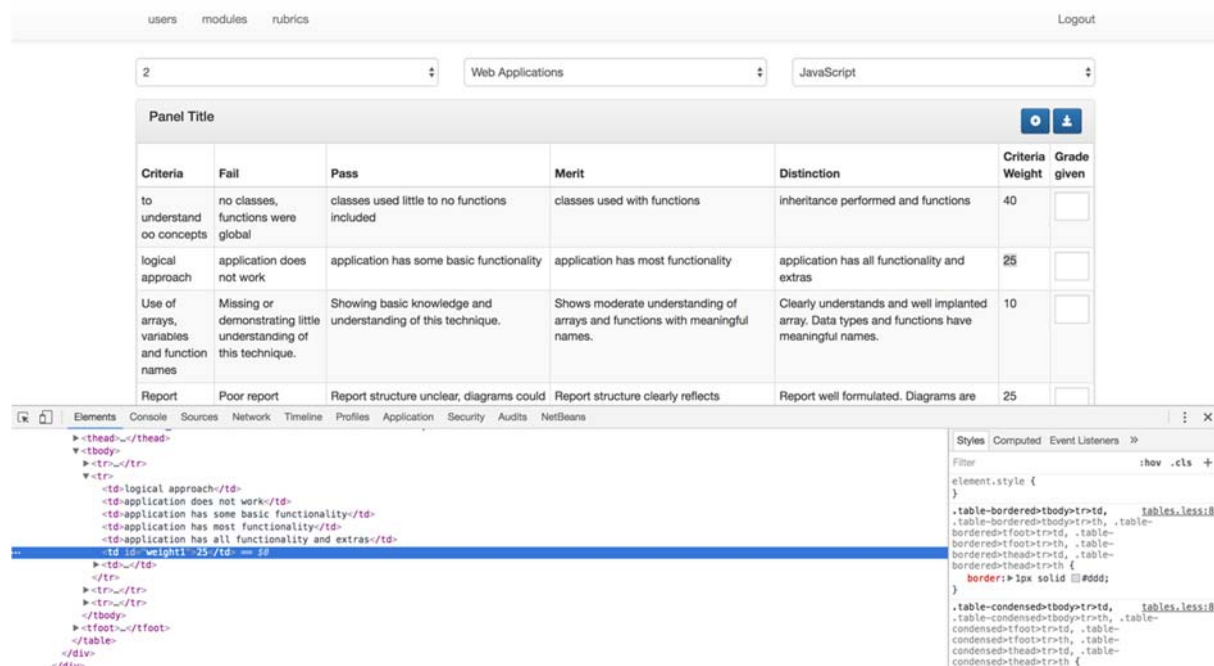 users modules rubrics Logout
2 Web Applications JavaScript
Panel Title
Criteria Fail Pass Merit Distinction Criteria Weight Grade given
to understand oo concepts
no classes, functions were global
classes used little to no functions included
classes used with functions
inheritance performed and functions
40
logical approach
application does not work
application has some basic functionality
application has most functionality
application has all functionality and extras
25
Use of arrays, variables and function names
Missing or demonstrating little understanding of this technique.
Showing basic knowledge and understanding of this technique.
Shows moderate understanding of arrays and functions with meaningful names.
Clearly understands and well implanted array. Data types and functions have meaningful names.
10
Report
Poor report
Report structure unclear, diagrams could
Report structure clearly reflects
Report well formulated. Diagrams are
25
Elements Console Sources Network Timeline Profiles Application Security Audits NetBeans
<thead>…</thead>
<tbody>
<tr>…</tr>
<tr>
<td>logical approach</td>
<td>application does not work</td>
<td>application has some basic functionality</td>
<td>application has most functionality</td>
<td>application has all functionality and extras</td>
<td id="weight1">25</td> == $0
<td>…</td>
</tr>
<tr>…</tr>
<tr>…</tr>
</tbody>
<tfoot>…</tfoot>
</table>
</div>
</div>
Styles Computed Event Listeners »
Filter :hov .cls +
element.style {
}
.table-bordered>tbody>tr>td, tables.less:8
.table-bordered>tbody>tr>th, .table-
bordered>tfoot>tr>td, .table-
bordered>tfoot>tr>th, .table-
bordered>thead>tr>td, .table-
bordered>thead>tr>th {
border: 1px solid #ddd;
}
.table-condensed>tbody>tr>td, tables.less:8
.table-condensed>tbody>tr>th, .table-
condensed>tfoot>tr>td, .table-
condensed>tfoot>tr>th, .table-
condensed>thead>tr>td, .table-
condensed>thead>tr>th {